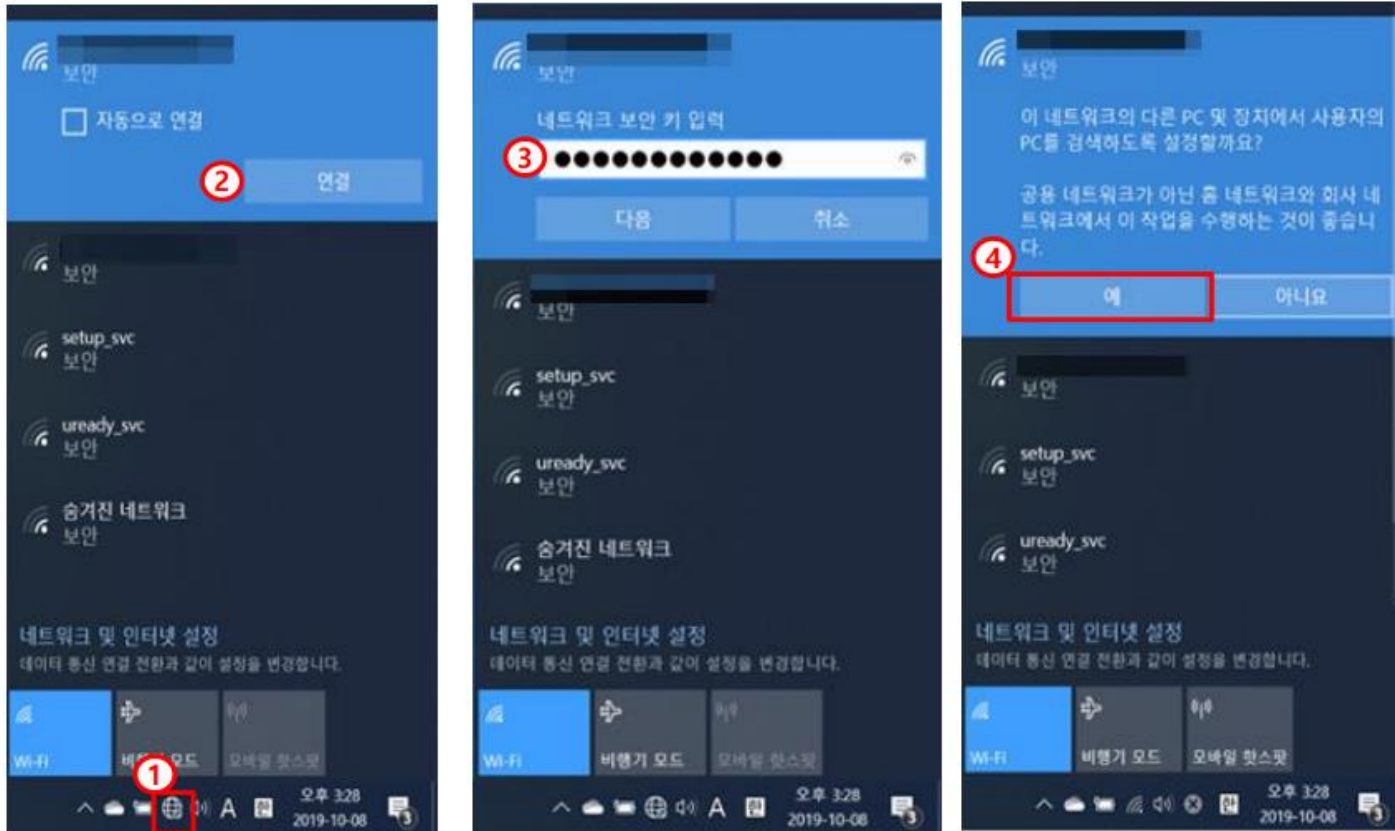 보안
자동으로 연결
② 연결
보안
setup_svc
보안
uready_svc
보안
숨겨진 네트워크
보안
네트워크 및 인터넷 설정
데이터 통신 연결 전환과 같이 설정을 변경합니다.
Wi-Fi
비행기 모드
모바일 핫스팟
①
A 한 오후 3:28
2019-10-08
3
보안
네트워크 보안 키 입력
③ ●●●●●●●●●●●●
다음 취소
보안
setup_svc
보안
uready_svc
보안
숨겨진 네트워크
보안
네트워크 및 인터넷 설정
데이터 통신 연결 전환과 같이 설정을 변경합니다.
Wi-Fi
비행기 모드
모바일 핫스팟
A 한 오후 3:28
2019-10-08
3
보안
이 네트워크의 다른 PC 및 장치에서 사용자의
PC를 검색하도록 설정할까요?
공용 네트워크가 아닌 홈 네트워크와 회사 네
트워크에서 이 작업을 수행하는 것이 좋습니
다.
④
예 아니요
보안
setup_svc
보안
uready_svc
보안
네트워크 및 인터넷 설정
데이터 통신 연결 전환과 같이 설정을 변경합니다.
Wi-Fi
비행기 모드
모바일 핫스팟
한 오후 3:28
2019-10-08
3